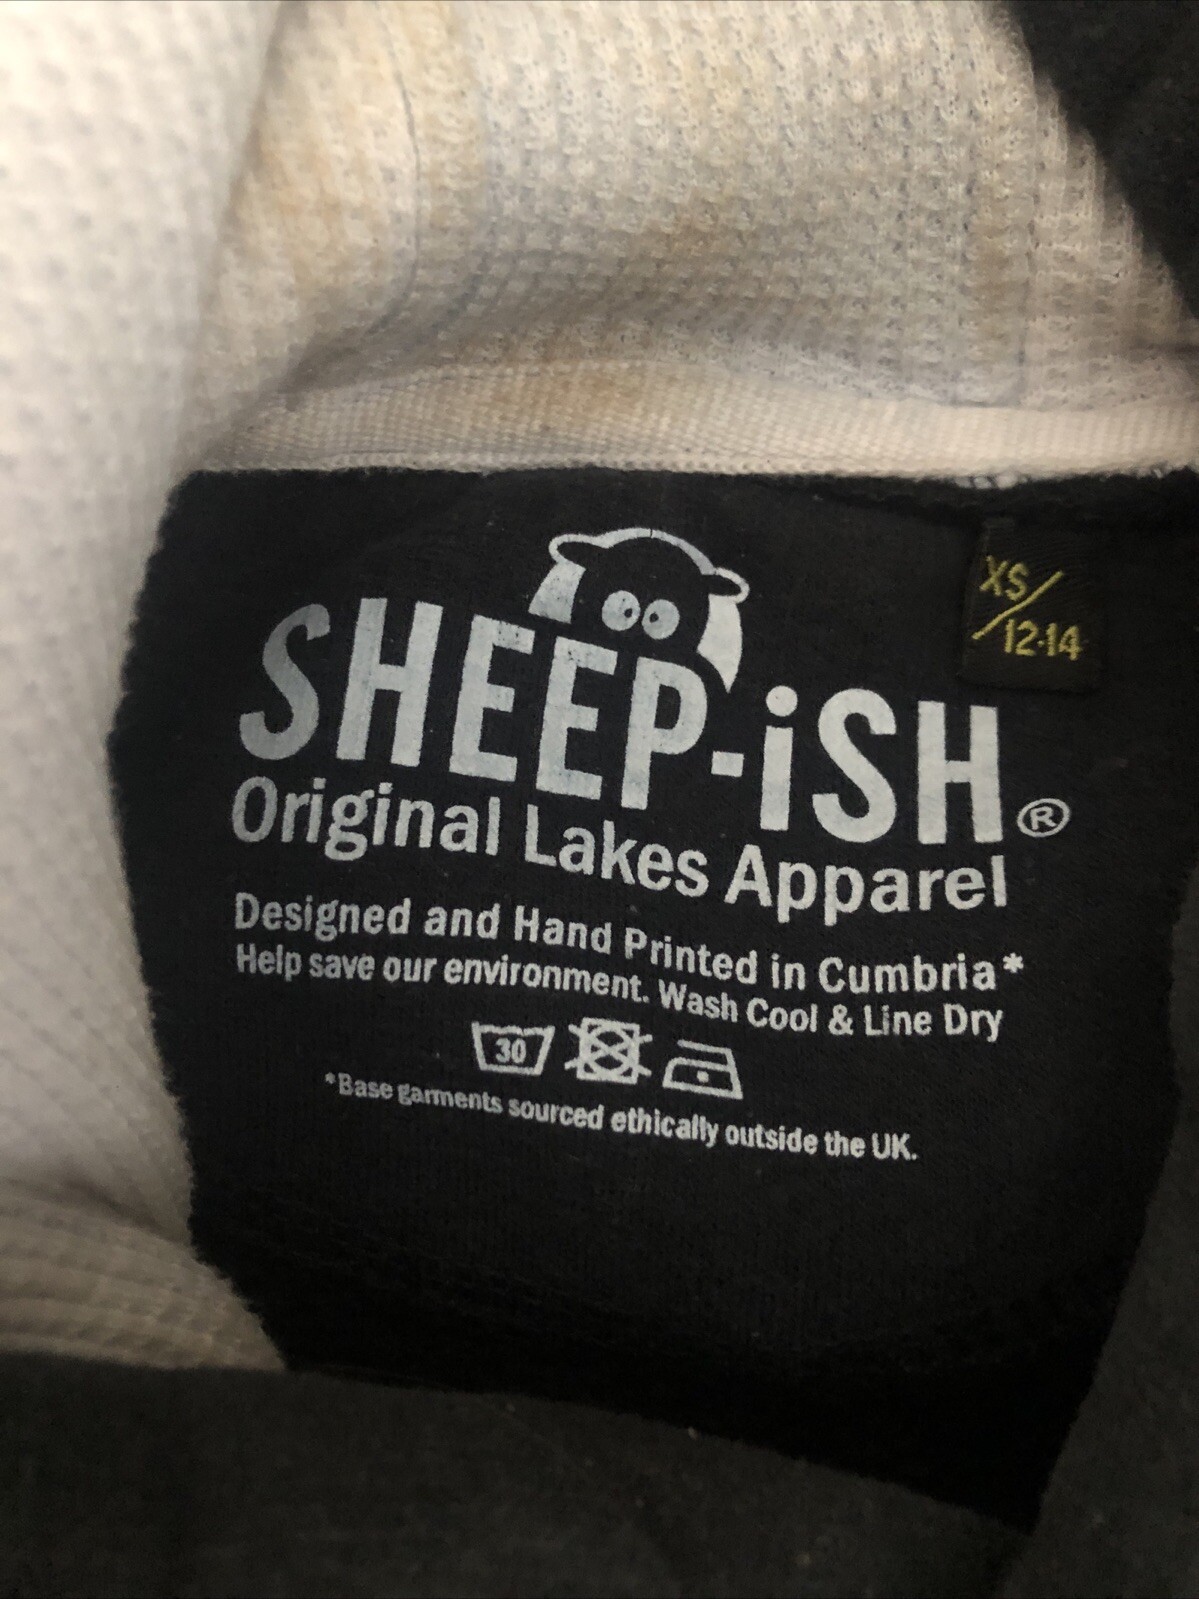 XS/
12-14
SHEEP-iSH®
Original Lakes Apparel
Designed and Hand Printed in Cumbria*
Help save our environment. Wash Cool & Line Dry
30
*Base garments sourced ethically outside the UK.